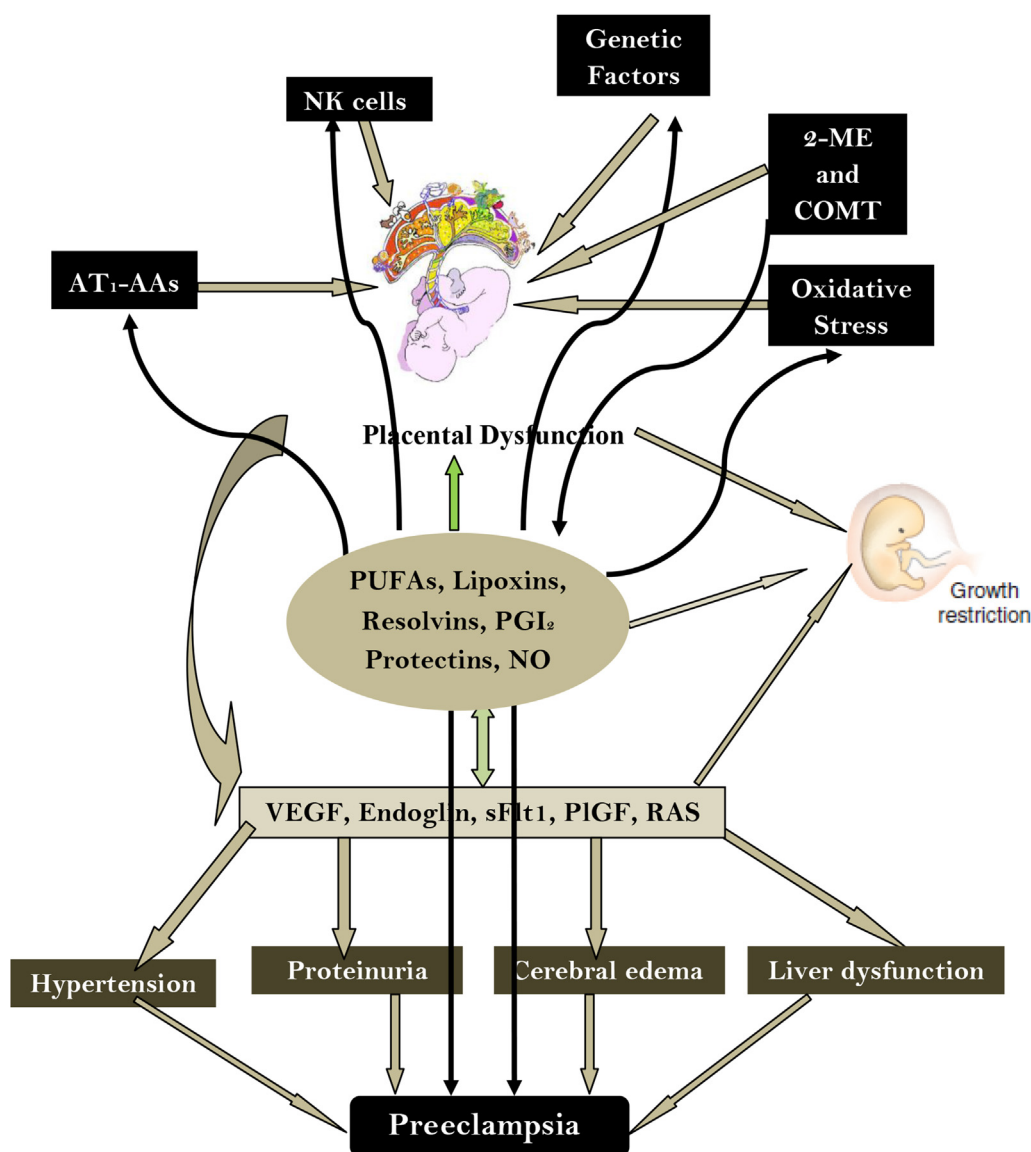 Genetic
Factors
NK cells
2-ME
and
COMT
AT₁-AAs
Oxidative
Stress
Placental Dysfunction
PUFAs, Lipoxins,
Resolvins, PGI₂
Protectins, NO
Growth
restriction
VEGF, Endoglin, sFlt1, PlGF, RAS
Hypertension
Proteinuria
Cerebral edema
Liver dysfunction
Preeclampsia